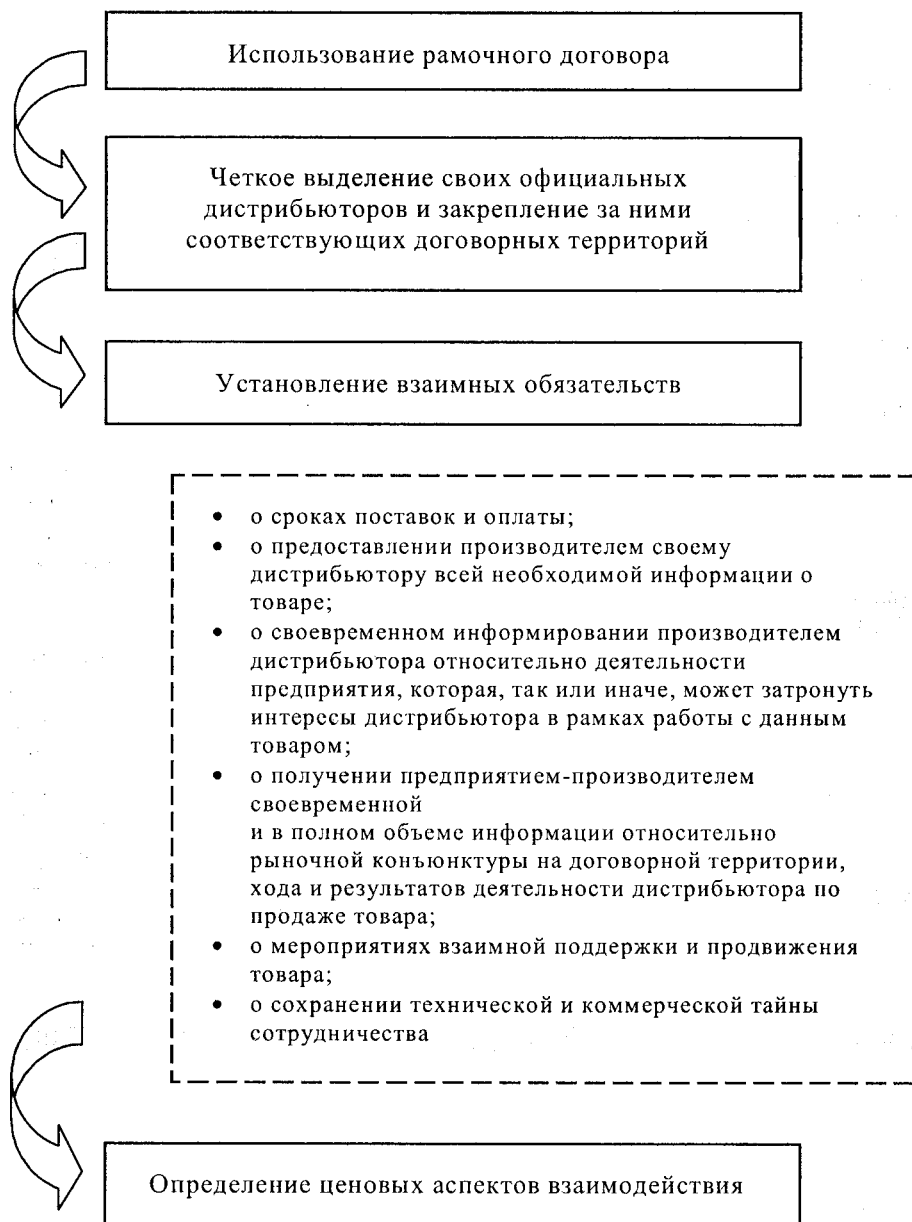 Использование рамочного договора
Четкое выделение своих официальных
дистрибьюторов и закрепление за ними
соответствующих договорных территорий
Установление взаимных обязательств
• о сроках поставок и оплаты;
• о предоставлении производителем своему
дистрибьютору всей необходимой информации о
товаре;
• о своевременном информировании производителем
дистрибьютора относительно деятельности
предприятия, которая, так или иначе, может затронуть
интересы дистрибьютора в рамках работы с данным
товаром;
• о получении предприятием-производителем
своевременной
и в полном объеме информации относительно
рыночной конъюнктуры на договорной территории,
хода и результатов деятельности дистрибьютора по
продаже товара;
• о мероприятиях взаимной поддержки и продвижения
товара;
• о сохранении технической и коммерческой тайны
сотрудничества
Определение ценовых аспектов взаимодействия